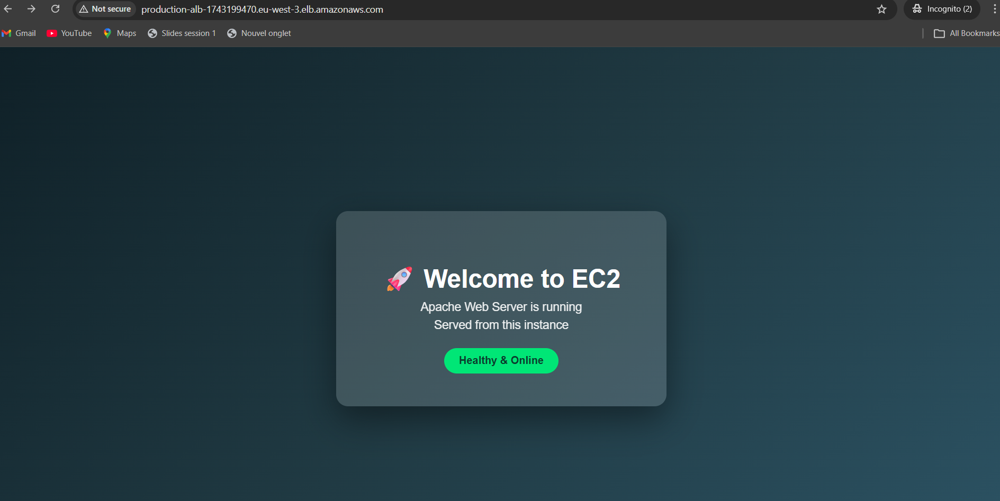 Not secure production-alb-1743199470.eu-west-3.elb.amazonaws.com Incognito (2)
Gmail YouTube Maps Slides session 1 Nouvel onglet All Bookmarks
🚀 Welcome to EC2
Apache Web Server is running
Served from this instance
Healthy & Online